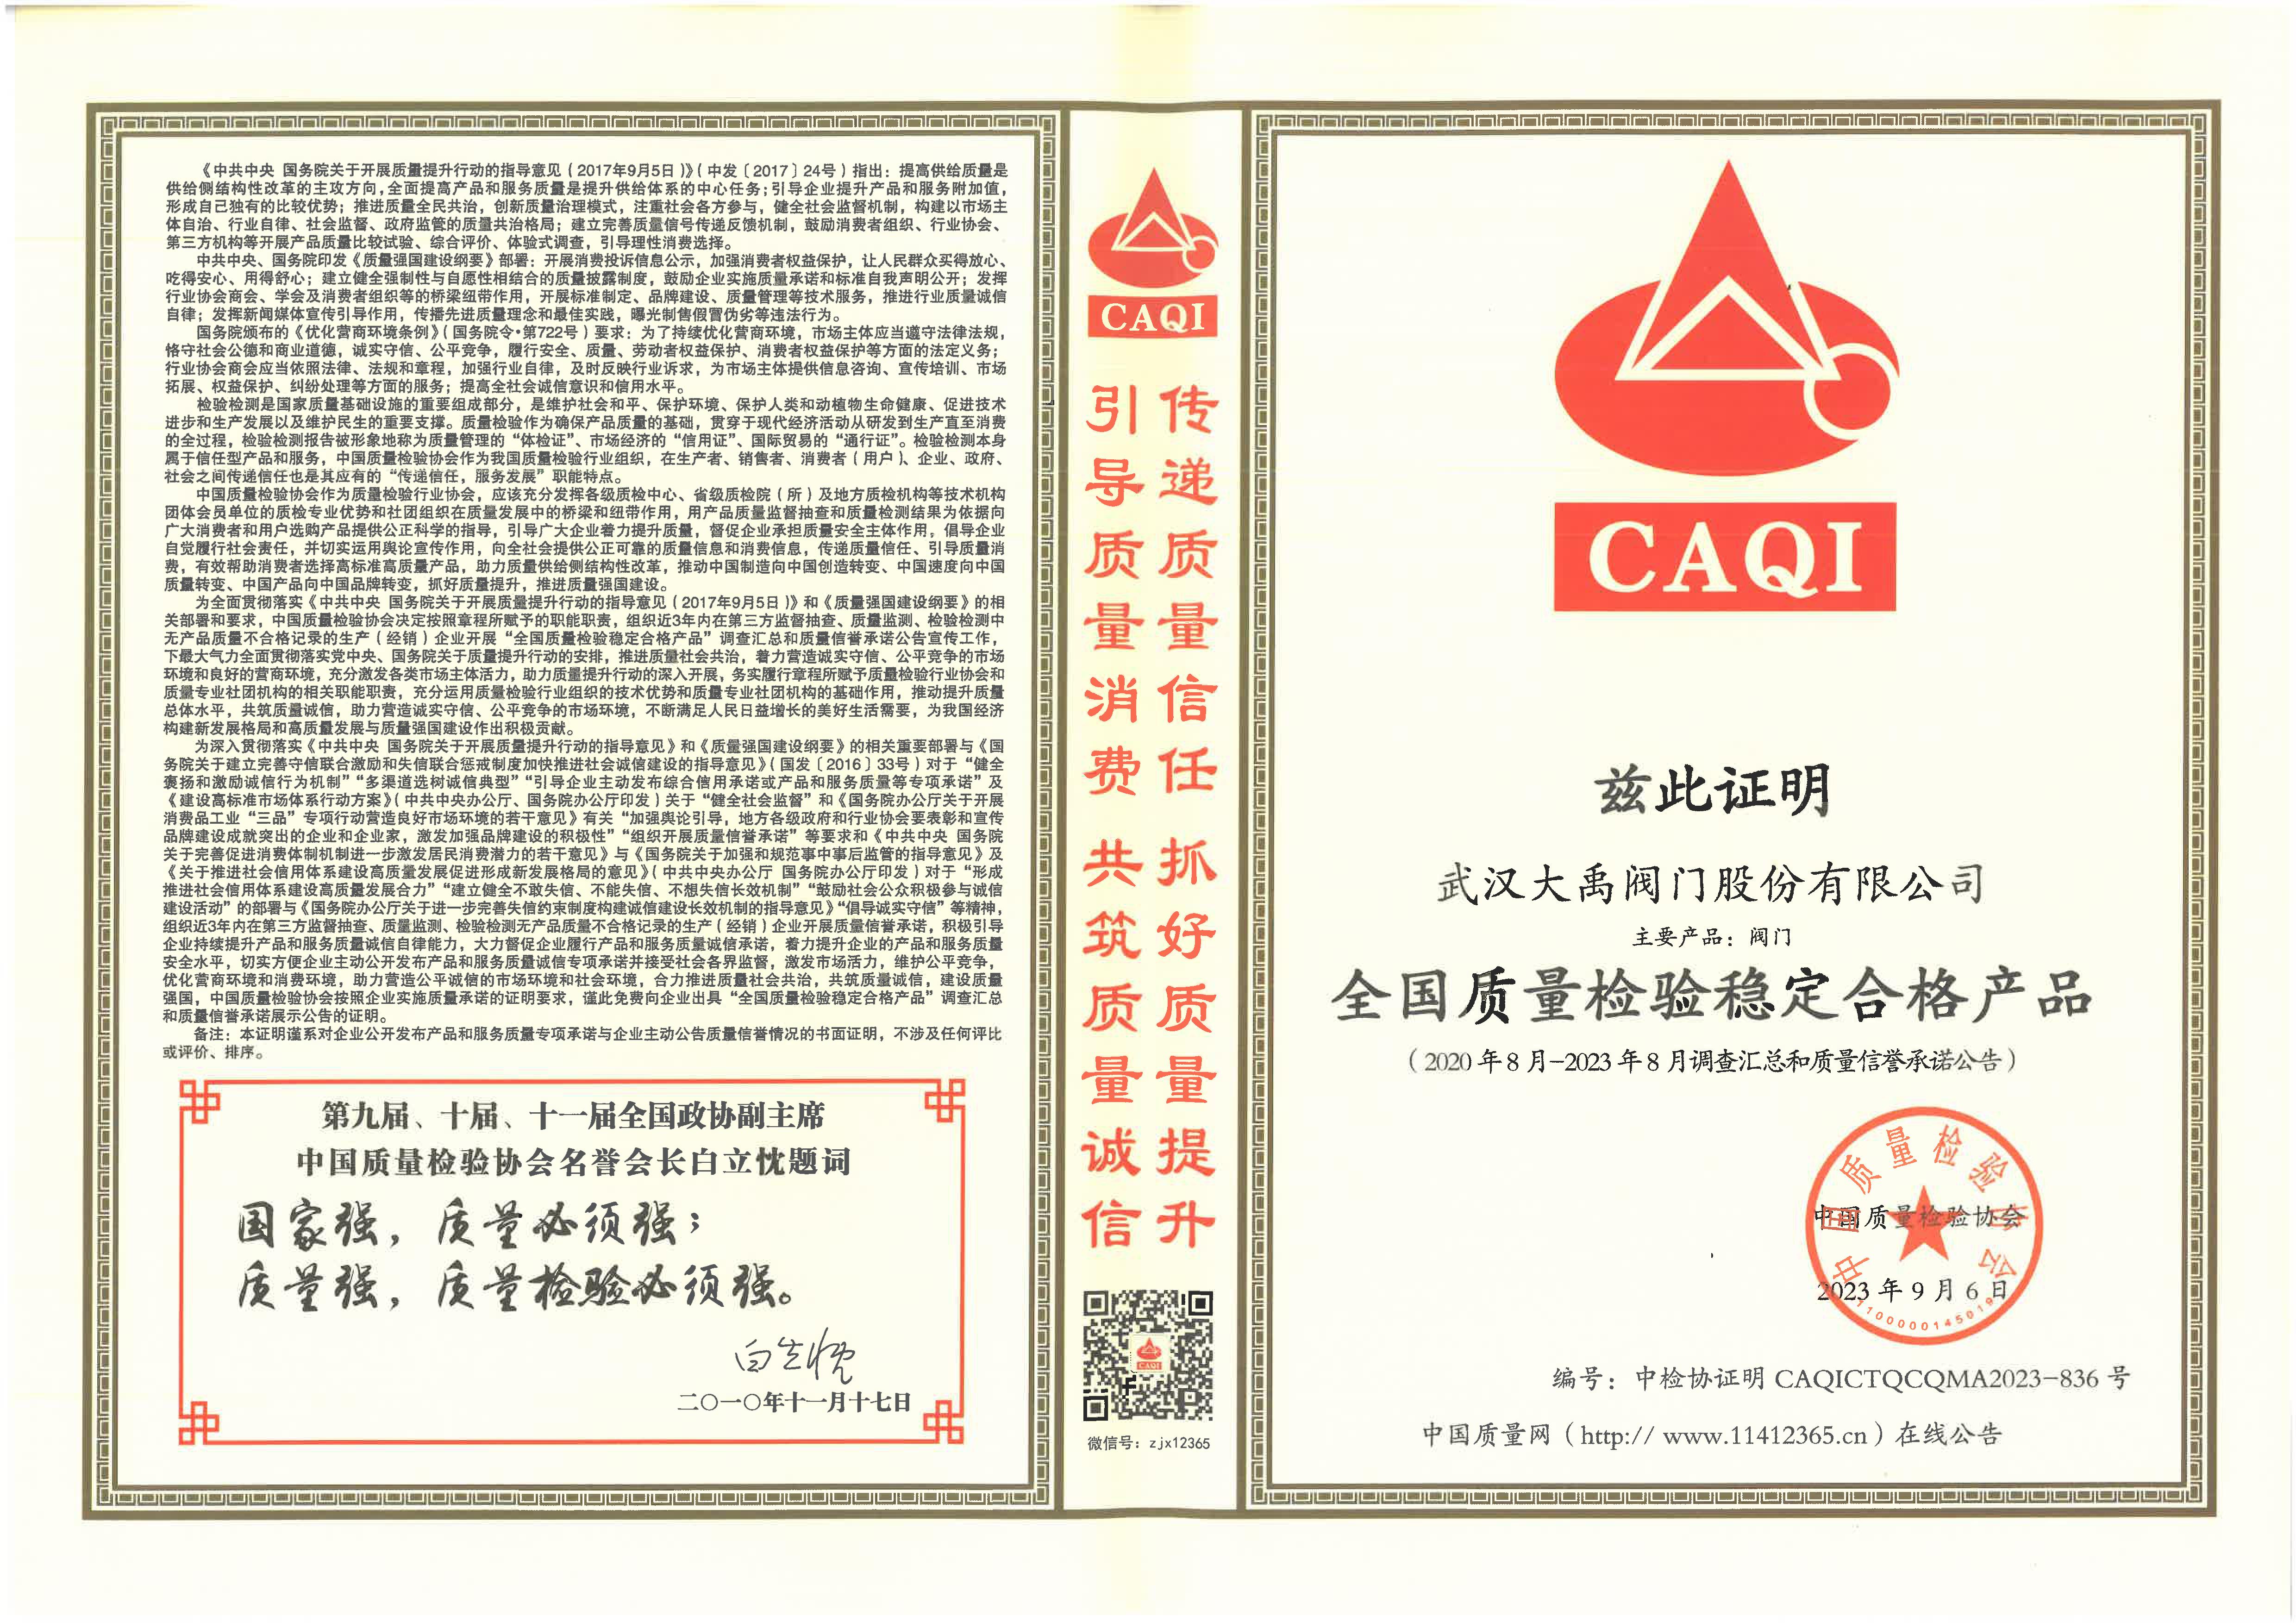 《中共中央 国务院关于开展质量提升行动的指导意见（2017年9月5日）》（中发〔2017〕24号）指出：提高供给质量是
供给侧结构性改革的主攻方向，全面提高产品和服务质量是提升供给体系的中心任务；引导企业提升产品和服务附加值，
形成自己独有的比较优势；推进质量全民共治，创新质量治理模式，注重社会各方参与，健全社会监督机制，构建以市场主
体自治、行业自律、社会监督、政府监管的质量共治格局；建立完善质量信号传递反馈机制，鼓励消费者组织、行业协会、
第三方机构等开展产品质量比较试验、综合评价、体验式调查，引导理性消费选择。
中共中央、国务院印发《质量强国建设纲要》部署：开展消费投诉信息公示，加强消费者权益保护，让人民群众买得放心、
吃得安心、用得舒心；建立健全强制性与自愿性相结合的质量披露制度，鼓励企业实施质量承诺和标准自我声明公开；发挥
行业协会商会、学会及消费者组织等的桥梁纽带作用，开展标准制定、品牌建设、质量管理等技术服务，推进行业质量诚信
自律；发挥新闻媒体宣传引导作用，传播先进质量理念和最佳实践，曝光制售假冒伪劣等违法行为。
国务院颁布的《优化营商环境条例》（国务院令·第722号）要求：为了持续优化营商环境，市场主体应当遵守法律法规，
恪守社会公德和商业道德，诚实守信、公平竞争，履行安全、质量、劳动者权益保护、消费者权益保护等方面的法定义务；
行业协会商会应当依照法律、法规和章程，加强行业自律，及时反映行业诉求，为市场主体提供信息咨询、宣传培训、市场
拓展、权益保护、纠纷处理等方面的服务；提高全社会诚信意识和信用水平。
检验检测是国家质量基础设施的重要组成部分，是维护社会和平、保护环境、保护人类和动植物生命健康、促进技术
进步和生产发展以及维护民生的重要支撑。质量检验作为确保产品质量的基础，贯穿于现代经济活动从研发到生产直至消费
的全过程，检验检测报告被形象地称为质量管理的“体检证”、市场经济的“信用证”、国际贸易的“通行证”。检验检测本身
属于信任型产品和服务，中国质量检验协会作为我国质量检验行业组织，在生产者、销售者、消费者（用户）、企业、政府、
社会之间传递信任也是其应有的“传递信任，服务发展”职能特点。
中国质量检验协会作为质量检验行业协会，应该充分发挥各级质检中心、省级质检院（所）及地方质检机构等技术机构
团体会员单位的质检专业优势和社团组织在质量发展中的桥梁和纽带作用，用产品质量监督抽查和质量检测结果为依据向
广大消费者和用户选购产品提供公正科学的指导，引导广大企业着力提升质量，督促企业承担质量安全主体作用，倡导企业
自觉履行社会责任，并切实运用舆论宣传作用，向全社会提供公正可靠的质量信息和消费信息，传递质量信任、引导质量消
费，有效帮助消费者选择高标准高质量产品，助力质量供给侧结构性改革，推动中国制造向中国创造转变、中国速度向中国
质量转变、中国产品向中国品牌转变，抓好质量提升，推进质量强国建设。
为全面贯彻落实《中共中央 国务院关于开展质量提升行动的指导意见（2017年9月5日）》和《质量强国建设纲要》的相
关部署和要求，中国质量检验协会决定按照章程所赋予的职能职责，组织近3年内在第三方监督抽查、质量监测、检验检测中
无产品质量不合格记录的生产（经销）企业开展“全国质量检验稳定合格产品”调查汇总和质量信誉承诺公告宣传工作，
下最大气力全面贯彻落实党中央、国务院关于质量提升行动的安排，推进质量社会共治，着力营造诚实守信、公平竞争的市场
环境和良好的营商环境，充分激发各类市场主体活力，助力质量提升行动的深入开展，务实履行章程所赋予质量检验行业协会和
质量专业社团机构的相关职能职责，充分运用质量检验行业组织的技术优势和质量专业社团机构的基础作用，推动提升质量
总体水平，共筑质量诚信，助力营造诚实守信、公平竞争的市场环境，不断满足人民日益增长的美好生活需要，为我国经济
构建新发展格局和高质量发展与质量强国建设作出积极贡献。
为深入贯彻落实《中共中央 国务院关于开展质量提升行动的指导意见》和《质量强国建设纲要》的相关重要部署与《国
务院关于建立完善守信联合激励和失信联合惩戒制度加快推进社会诚信建设的指导意见》（国发〔2016〕33号）对于“健全
褒扬和激励诚信行为机制”“多渠道选树诚信典型”“引导企业主动发布综合信用承诺或产品和服务质量等专项承诺”及
《建设高标准市场体系行动方案》（中共中央办公厅、国务院办公厅印发）关于“健全社会监督”和《国务院办公厅关于开展
消费品工业“三品”专项行动营造良好市场环境的若干意见》有关“加强舆论引导，地方各级政府和行业协会要表彰和宣传
品牌建设成就突出的企业和企业家，激发加强品牌建设的积极性”“组织开展质量信誉承诺”等要求和《中共中央 国务院
关于完善促进消费体制机制进一步激发居民消费潜力的若干意见》与《国务院关于加强和规范事中事后监管的指导意见》及
《关于推进社会信用体系建设高质量发展促进形成新发展格局的意见》（中共中央办公厅 国务院办公厅印发）对于“形成
推进社会信用体系建设高质量发展合力”“建立健全不敢失信、不能失信、不想失信长效机制”“鼓励社会公众积极参与诚信
建设活动”的部署与《国务院办公厅关于进一步完善失信约束制度构建诚信建设长效机制的指导意见》“倡导诚实守信”等精神，
组织近3年内在第三方监督抽查、质量监测、检验检测无产品质量不合格记录的生产（经销）企业开展质量信誉承诺，积极引导
企业持续提升产品和服务质量诚信自律能力，大力督促企业履行产品和服务质量诚信承诺，着力提升企业的产品和服务质量
安全水平，切实方便企业主动公开发布产品和服务质量诚信专项承诺并接受社会各界监督，激发市场活力，维护公平竞争，
优化营商环境和消费环境，助力营造公平诚信的市场环境和社会环境，合力推进质量社会共治，共筑质量诚信，建设质量
强国，中国质量检验协会按照企业实施质量承诺的证明要求，谨此免费向企业出具“全国质量检验稳定合格产品”调查汇总
和质量信誉承诺展示公告的证明。
备注：本证明谨系对企业公开发布产品和服务质量专项承诺与企业主动公告质量信誉情况的书面证明，不涉及任何评比
或评价、排序。
第九届、十届、十一届全国政协副主席
中国质量检验协会名誉会长白立忱题词
国家强，质量必须强；
质量强，质量检验必须强。
白立忱
二〇一〇年十一月十七日
CAQI
传递质量信任 抓好质量提升
引导质量消费 共筑质量诚信
CAQI
微信号：zjx12365
CAQI
兹此证明
武汉大禹阀门股份有限公司
主要产品：阀门
全国质量检验稳定合格产品
（2020年8月-2023年8月调查汇总和质量信誉承诺公告）
中国质量检验协会
中国质量检验协会
2023年9月6日
1100000145019
编号：中检协证明 CAQICTQCQMA2023-836 号
中国质量网（http:// www.11412365.cn）在线公告